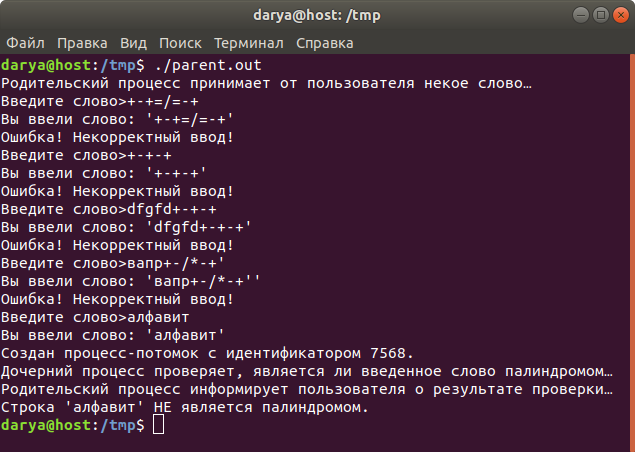 darya@host: /tmp
Файл Правка Вид Поиск Терминал Справка
darya@host:/tmp$ ./parent.out
Родительский процесс принимает от пользователя некое слово…
Введите слово>+-+=/=-+
Вы ввели слово: '+-+=/=-+'
Ошибка! Некорректный ввод!
Введите слово>+-+-+
Вы ввели слово: '+-+-+'
Ошибка! Некорректный ввод!
Введите слово>dfgfd+-+-+
Вы ввели слово: 'dfgfd+-+-+'
Ошибка! Некорректный ввод!
Введите слово>вапр+-/*-+'
Вы ввели слово: 'вапр+-/*-+''
Ошибка! Некорректный ввод!
Введите слово>алфавит
Вы ввели слово: 'алфавит'
Создан процесс-потомок с идентификатором 7568.
Дочерний процесс проверяет, является ли введенное слово палиндромом…
Родительский процесс информирует пользователя о результате проверки…
Строка 'алфавит' НЕ является палиндромом.
darya@host:/tmp$